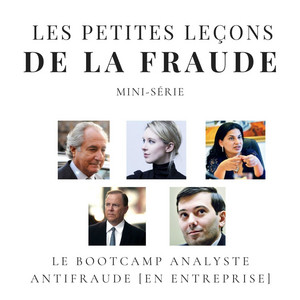 LES PETITES LEÇONS
DE LA FRAUDE
MINI-SÉRIE
LE BOOTCAMP ANALYSTE
ANTIFRAUDE [EN ENTREPRISE]